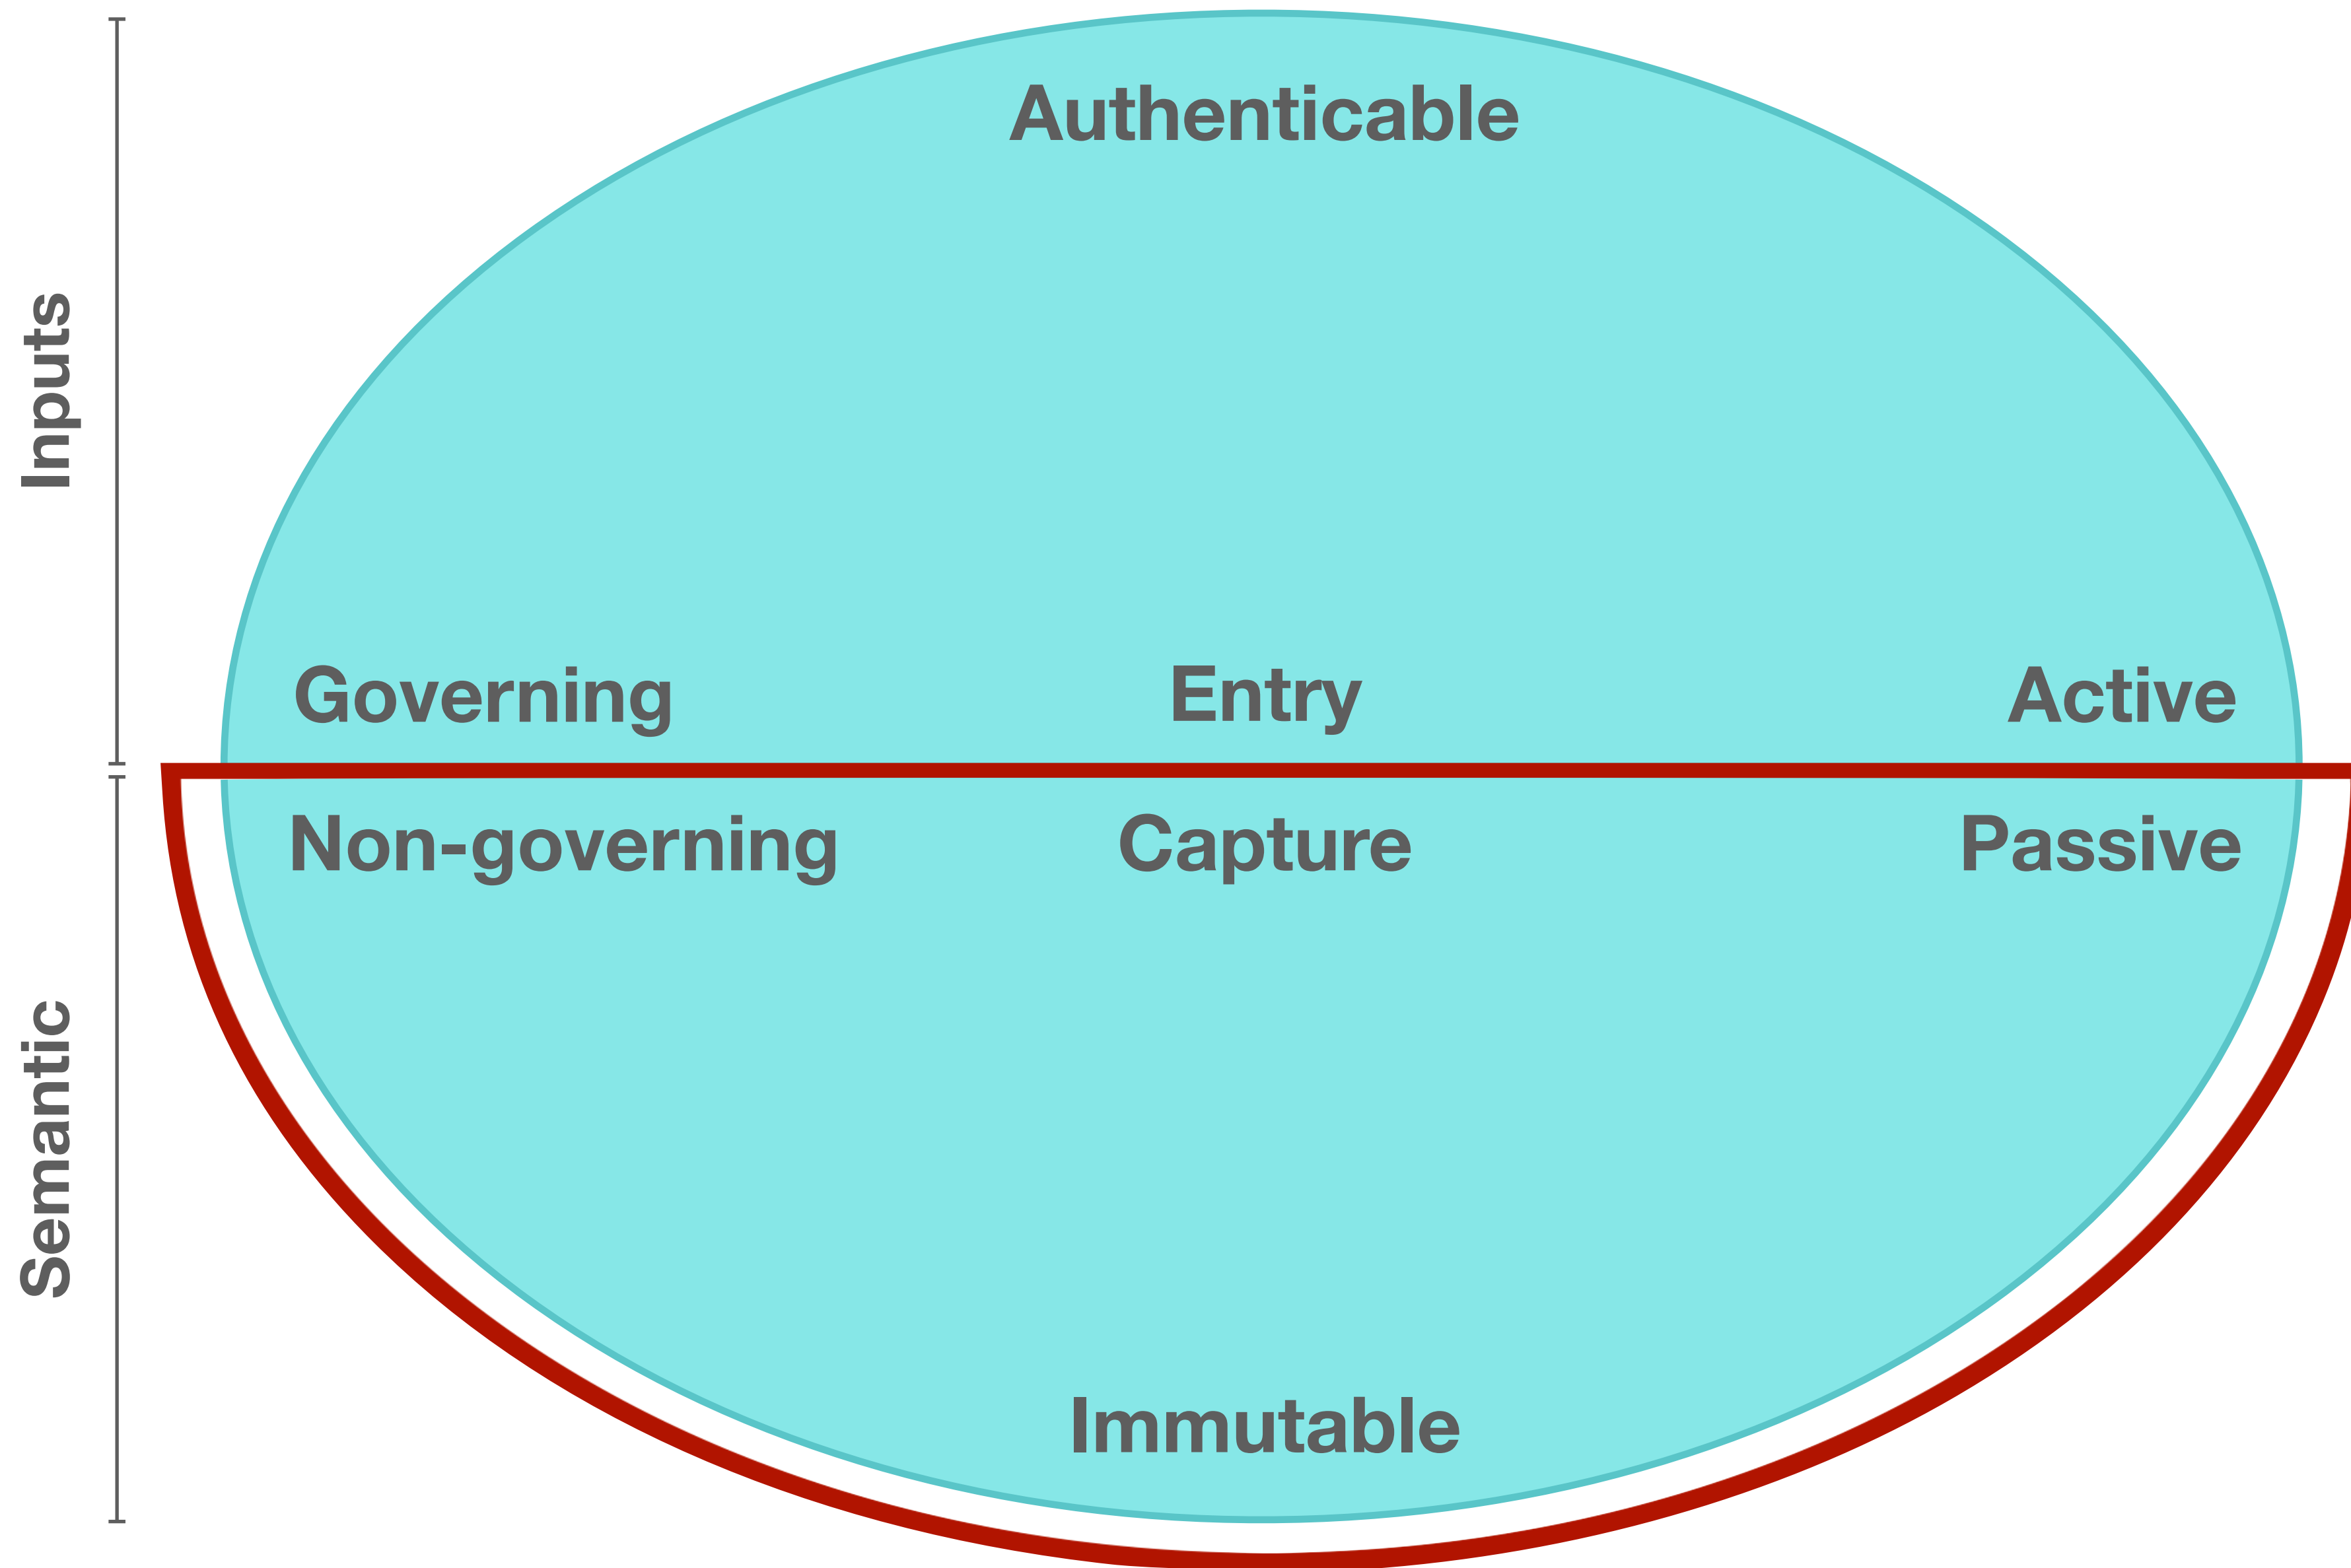 Authenticable
Inputs
Governing Entry Active
Non-governing Capture Passive
Semantic
Immutable